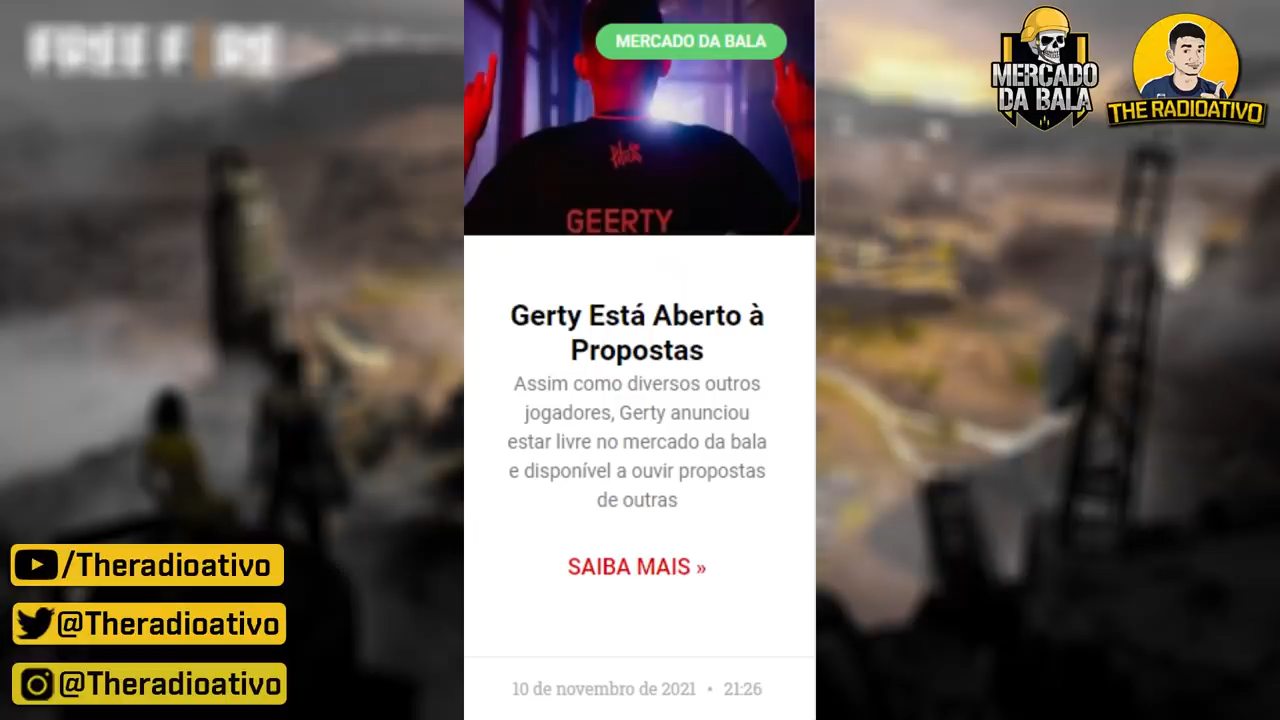 FREE FIRE
MERCADO DA BALA
MERCADO
DA BALA
THE RADIOATIVO
GEERTY
Gerty Está Aberto à
Propostas
Assim como diversos outros
jogadores, Gerty anunciou
estar livre no mercado da bala
e disponível a ouvir propostas
de outras
SAIBA MAIS »
/Theradioativo
@Theradioativo
@Theradioativo
10 de novembro de 2021 • 21:26